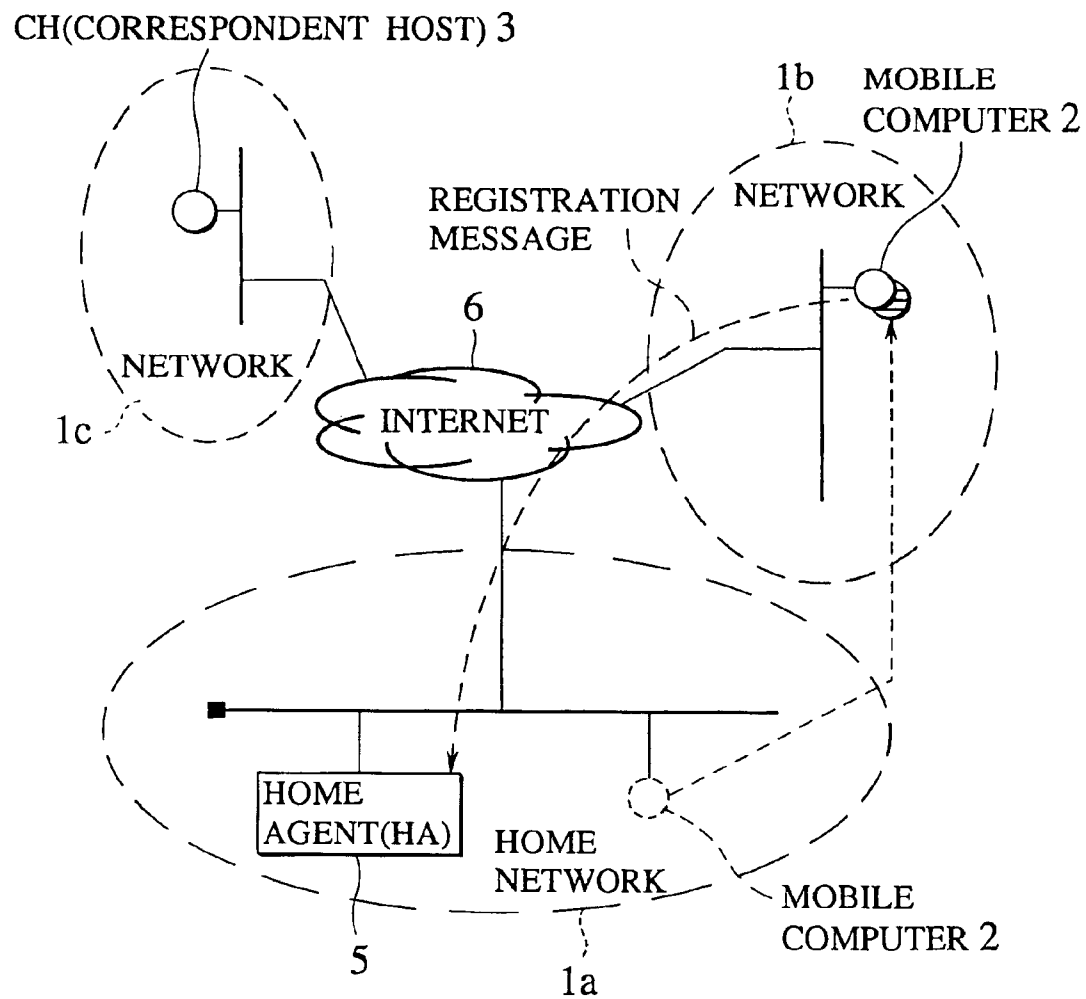 CH(CORRESPONDENT HOST) 3
1b
MOBILE
COMPUTER 2
REGISTRATION
MESSAGE
NETWORK
6
NETWORK
1c
INTERNET
HOME
AGENT(HA)
HOME
NETWORK
5
1a
MOBILE
COMPUTER 2